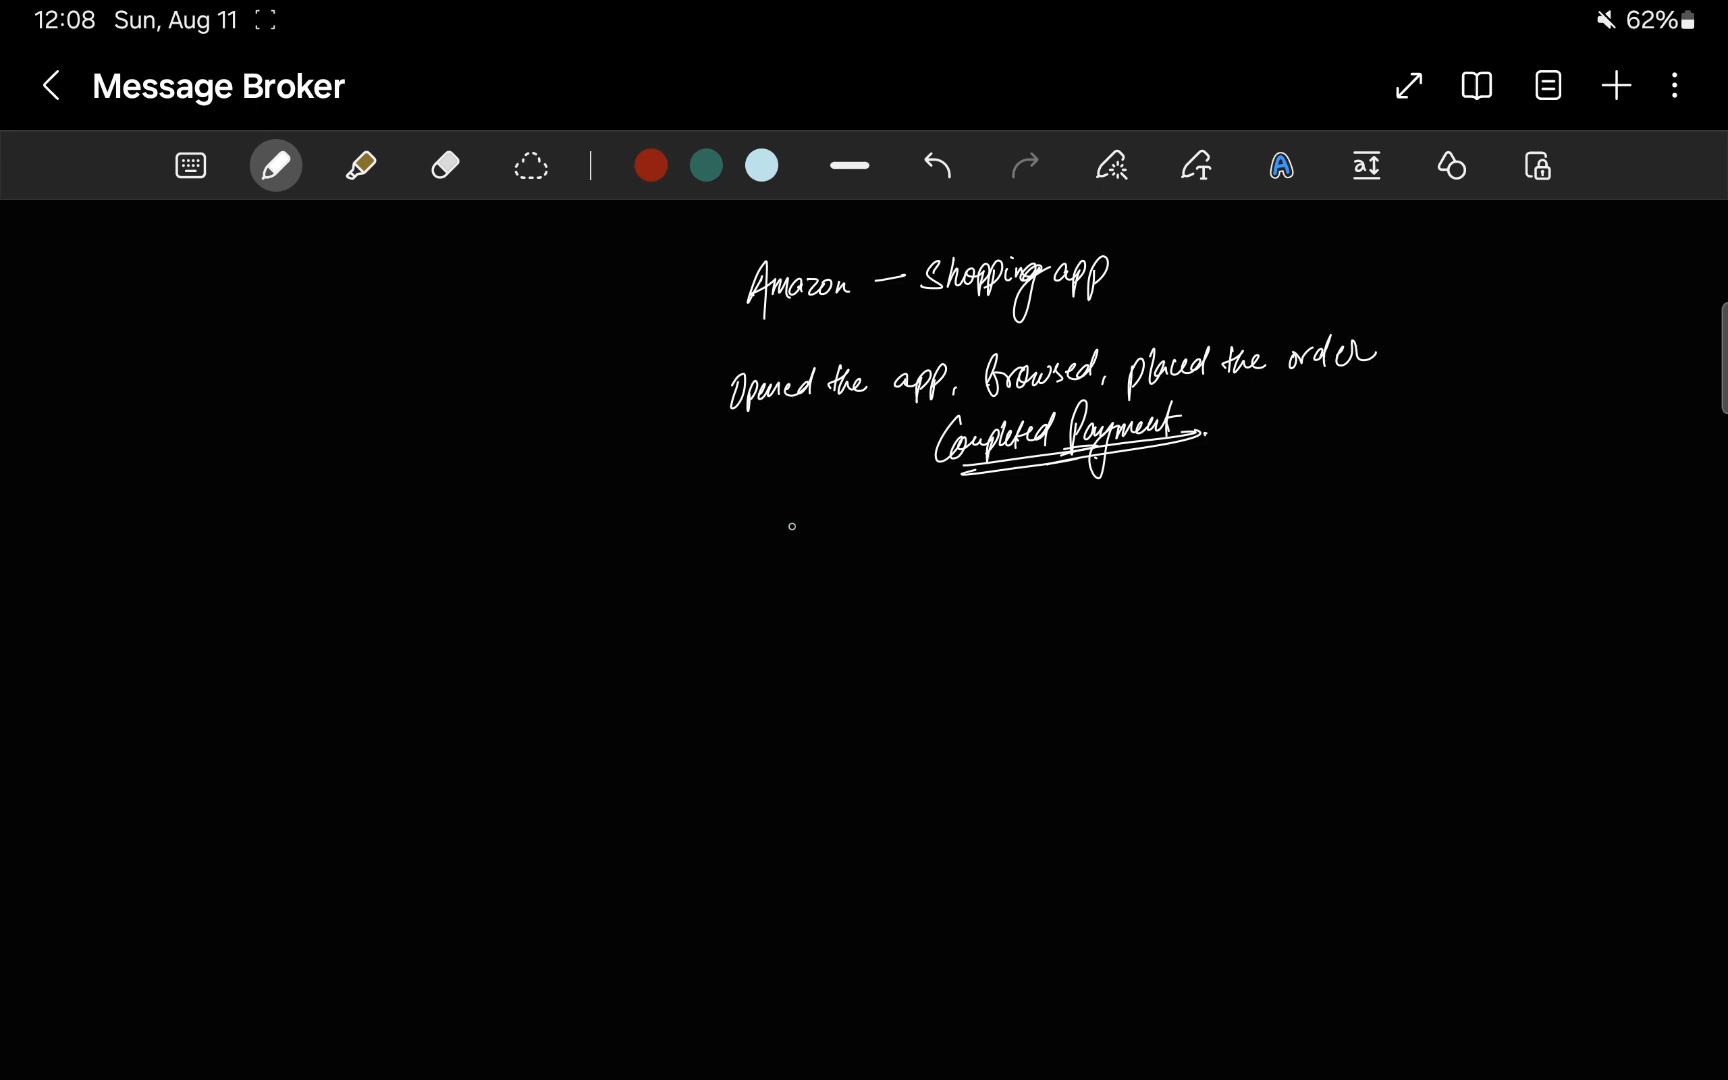 12:08 Sun, Aug 11 62%
Message Broker
Amazon — Shopping app
Opened the app, browsed, placed the order
Completed Payment.